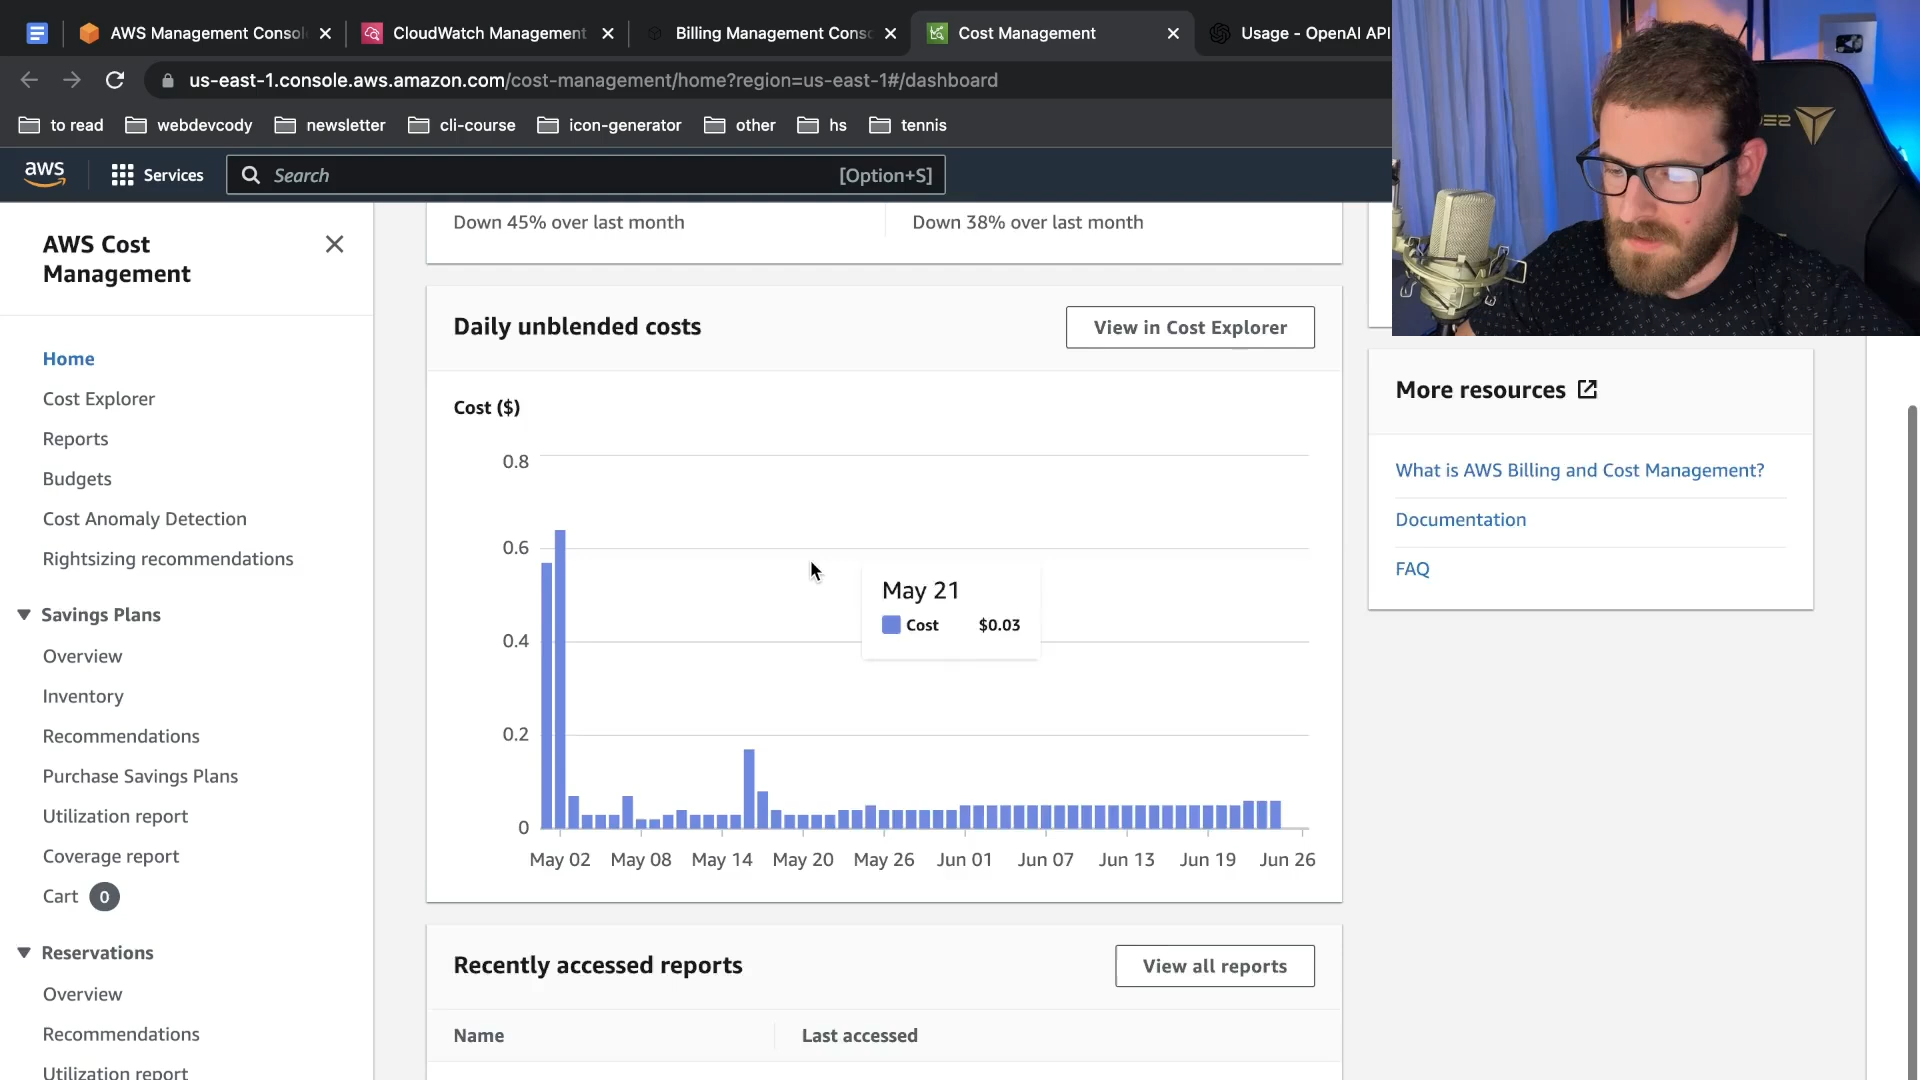 AWS Management Consol
CloudWatch Management
Billing Management Conso
Cost Management
Usage - OpenAI API
us-east-1.console.aws.amazon.com/cost-management/home?region=us-east-1#/dashboard
to read
webdevcody
newsletter
cli-course
icon-generator
other
hs
tennis
aws
Services
Search
[Option+S]
AWS Cost
Management
Home
Cost Explorer
Reports
Budgets
Cost Anomaly Detection
Rightsizing recommendations
Savings Plans
Overview
Inventory
Recommendations
Purchase Savings Plans
Utilization report
Coverage report
Cart 0
Reservations
Overview
Recommendations
Utilization report
Down 45% over last month
Down 38% over last month
Daily unblended costs
View in Cost Explorer
Cost ($)
0.8
0.6
0.4
0.2
0
May 21
Cost $0.03
May 02 May 08 May 14 May 20 May 26 Jun 01 Jun 07 Jun 13 Jun 19 Jun 26
Recently accessed reports
View all reports
Name
Last accessed
More resources
What is AWS Billing and Cost Management?
Documentation
FAQ